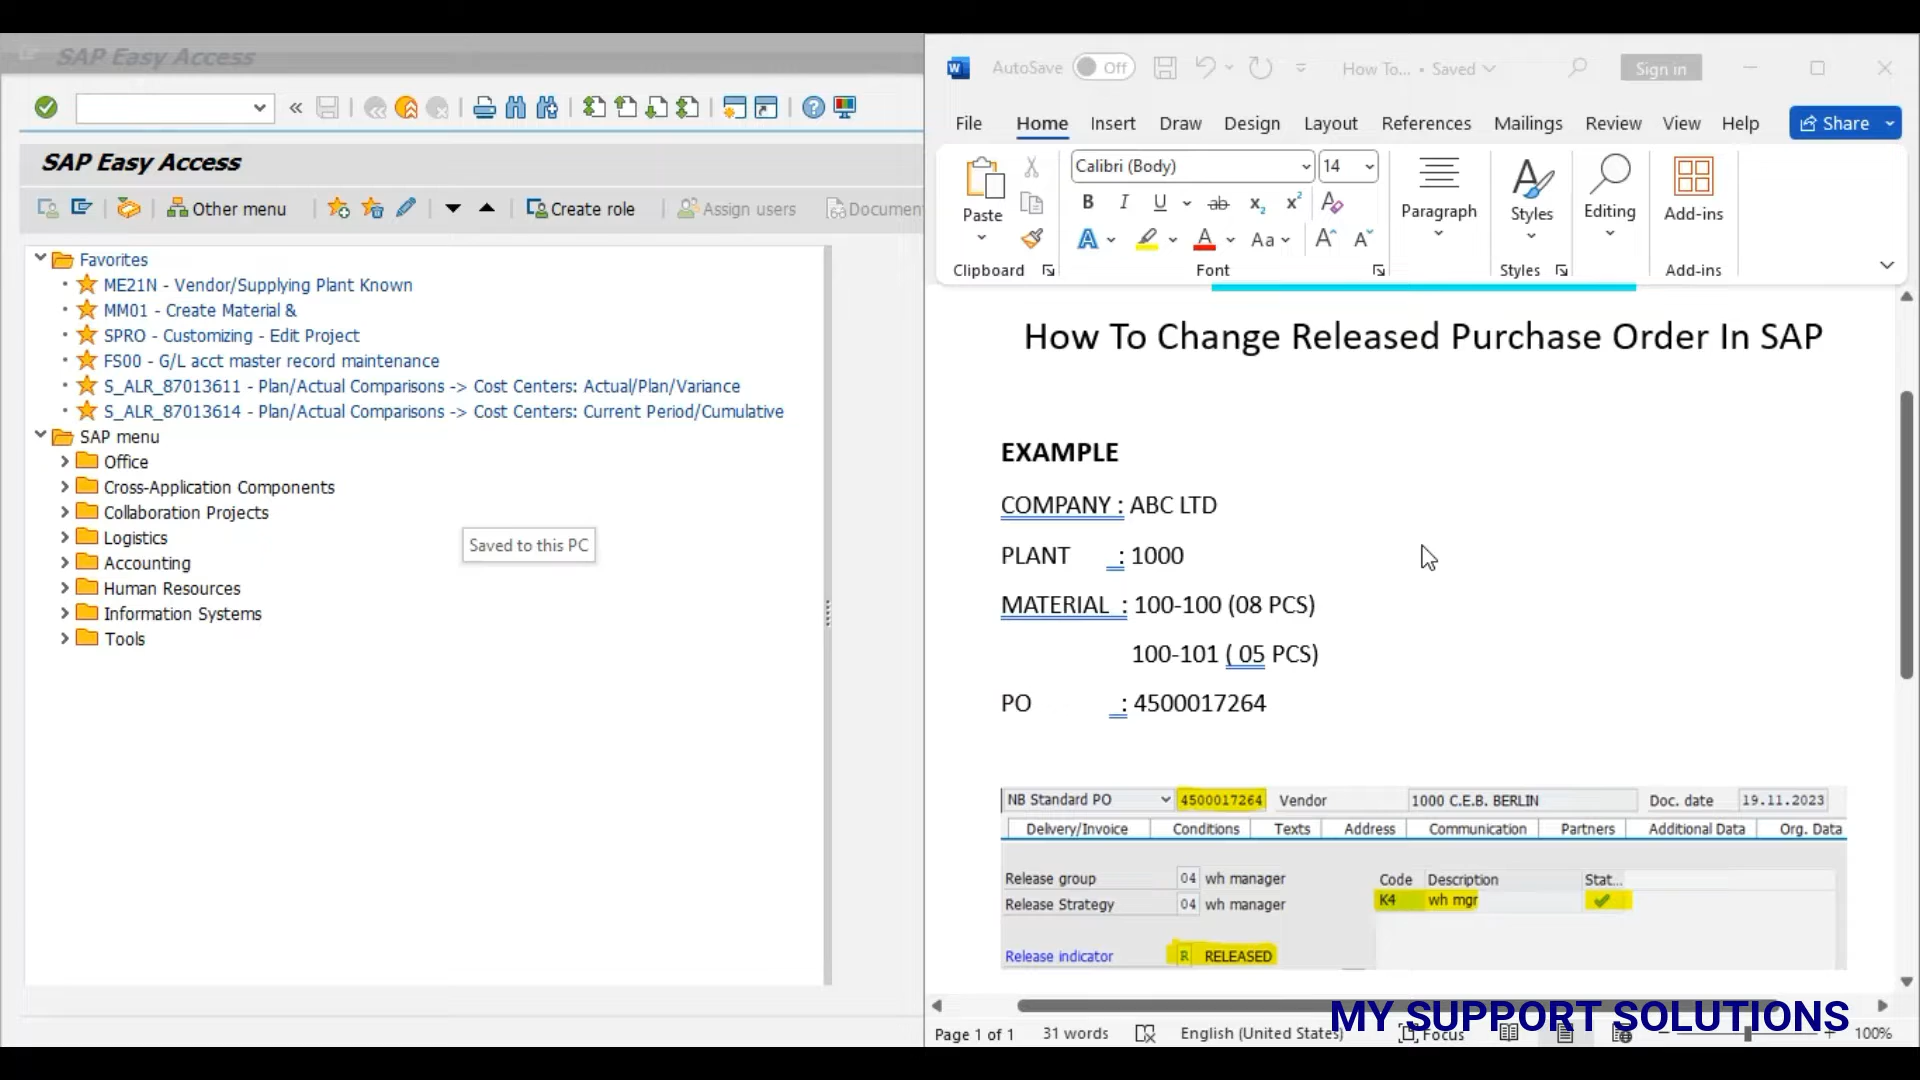 SAP Easy Access
SAP Easy Access
Other menu
Create role
Assign users
Documen
Favorites
ME21N - Vendor/Supplying Plant Known
MM01 - Create Material &
SPRO - Customizing - Edit Project
FS00 - G/L acct master record maintenance
S_ALR_87013611 - Plan/Actual Comparisons -> Cost Centers: Actual/Plan/Variance
S_ALR_87013614 - Plan/Actual Comparisons -> Cost Centers: Current Period/Cumulative
SAP menu
Office
Cross-Application Components
Collaboration Projects
Logistics
Accounting
Human Resources
Information Systems
Tools
Saved to this PC
AutoSave Off How To... • Saved Sign in
File Home Insert Draw Design Layout References Mailings Review View Help Share
Calibri (Body) 14
Paste
Paragraph Styles Editing Add-ins
Clipboard Font Styles Add-ins
How To Change Released Purchase Order In SAP
EXAMPLE
COMPANY : ABC LTD
PLANT : 1000
MATERIAL : 100-100 (08 PCS)
100-101 ( 05 PCS)
PO : 4500017264
NB Standard PO 4500017264 Vendor 1000 C.E.B. BERLIN Doc. date 19.11.2023
Delivery/Invoice Conditions Texts Address Communication Partners Additional Data Org. Data
Release group 04 wh manager Code Description Stat...
Release Strategy 04 wh manager K4 wh mgr
Release indicator R RELEASED
MY SUPPORT SOLUTIONS
Page 1 of 1 31 words English (United States) Focus 100%